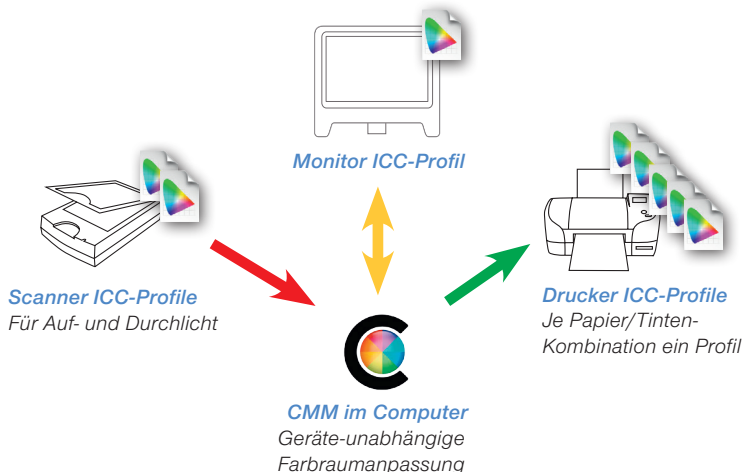 Monitor ICC-Profil
Scanner ICC-Profile
Für Auf- und Durchlicht
Drucker ICC-Profile
Je Papier/Tinten-
Kombination ein Profil
CMM im Computer
Geräte-unabhängige
Farbraumanpassung